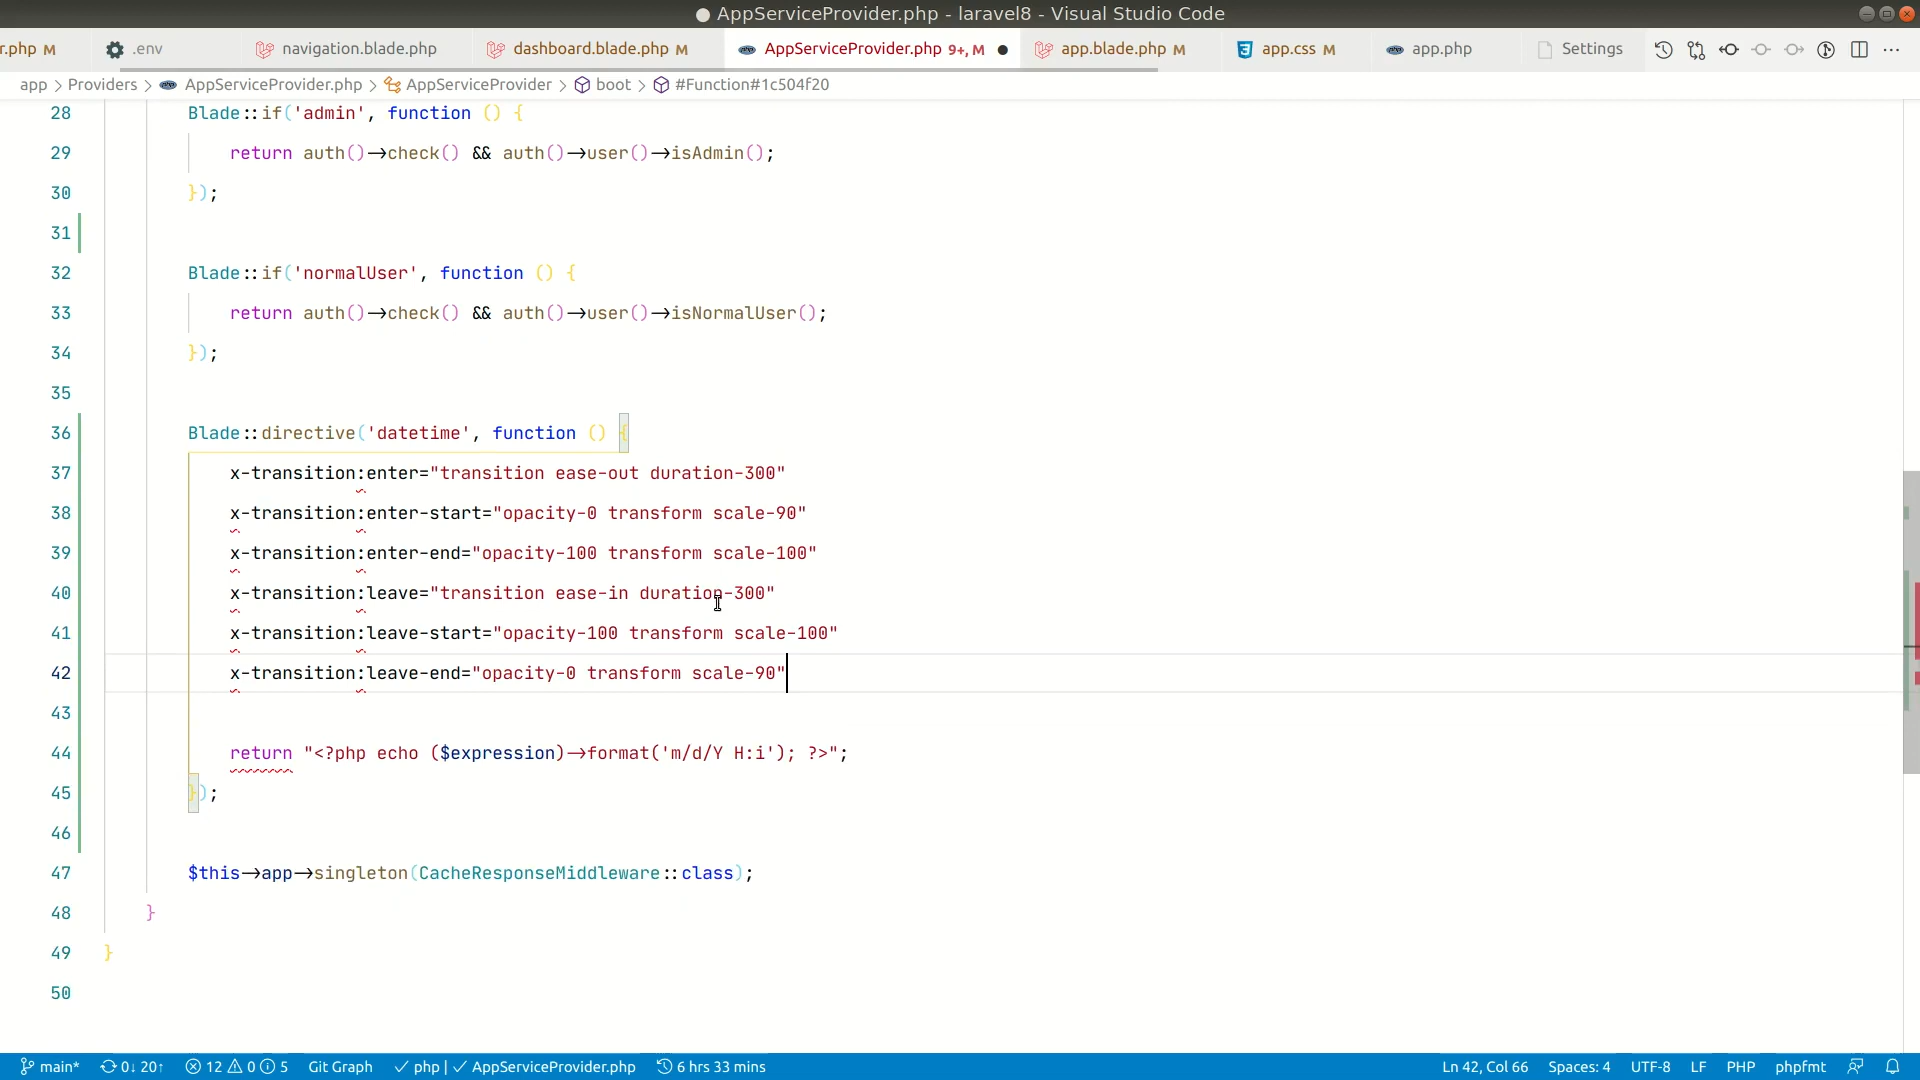 AppServiceProvider.php - laravel8 - Visual Studio Code
r.php M .env navigation.blade.php dashboard.blade.php M AppServiceProvider.php 9+, M app.blade.php M app.css M app.php Settings
app > Providers > AppServiceProvider.php > AppServiceProvider > boot > #Function#1c504f20
28 Blade::if('admin', function () {
29 return auth()->check() && auth()->user()->isAdmin();
30 });
31
32 Blade::if('normalUser', function () {
33 return auth()->check() && auth()->user()->isNormalUser();
34 });
35
36 Blade::directive('datetime', function () {
37 x-transition:enter="transition ease-out duration-300"
38 x-transition:enter-start="opacity-0 transform scale-90"
39 x-transition:enter-end="opacity-100 transform scale-100"
40 x-transition:leave="transition ease-in duration-300"
41 x-transition:leave-start="opacity-100 transform scale-100"
42 x-transition:leave-end="opacity-0 transform scale-90"
43
44 return "<?php echo ($expression)->format('m/d/Y H:i'); ?>";
45 });
46
47 $this->app->singleton(CacheResponseMiddleware::class);
48 }
49 }
50
main* 0↓ 20↑ 12 0 5 Git Graph ✓ php | ✓ AppServiceProvider.php 6 hrs 33 mins Ln 42, Col 66 Spaces: 4 UTF-8 LF PHP phpfmt